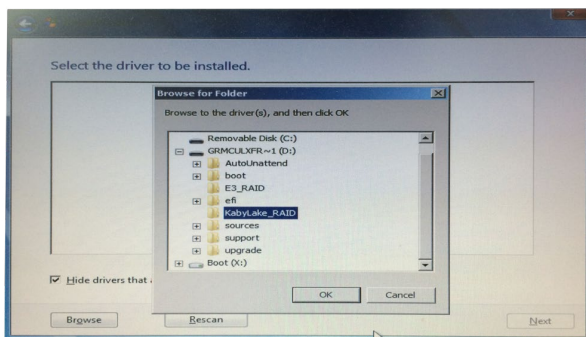 Select the driver to be installed.
Browse for Folder
Browse to the driver(s), and then click OK
Removable Disk (C:)
GRMCULXFR~1 (D:)
AutoUnattend
boot
E3_RAID
efi
KabyLake_RAID
sources
support
upgrade
Boot (X:)
Hide drivers that
OK Cancel
Browse Rescan Next